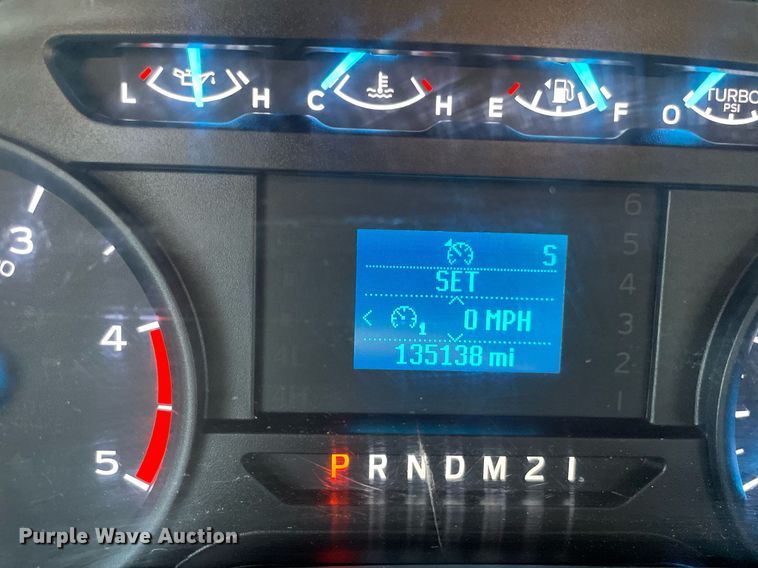 L H C H E F O TURBO PSI
S
SET
1 0 MPH
135138 mi
6
5
4
3
2
1
3
4
5
P R N D M 2 1
Purple Wave Auction